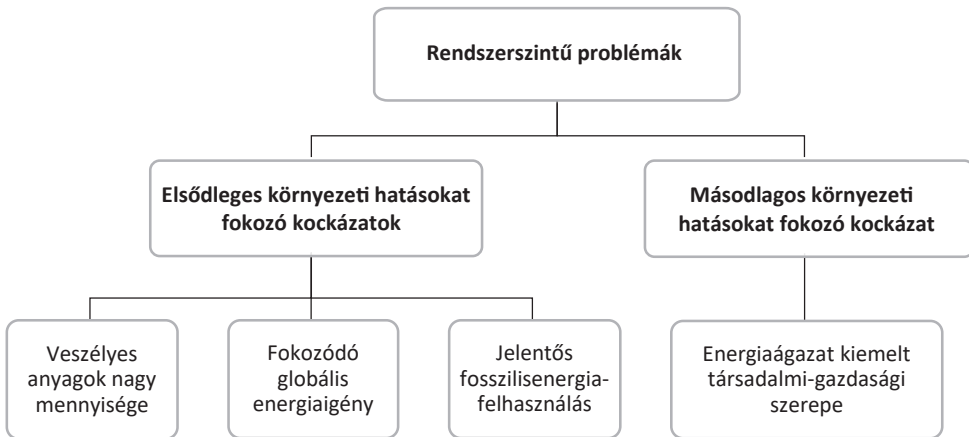 Rendszerszintű problémák
Elsődleges környezeti hatásokat
fokozó kockázatok
Másodlagos környezeti
hatásokat fokozó kockázat
Veszélyes
anyagok nagy
mennyisége
Fokozódó
globális
energiaigény
Jelentős
fosszilisenergia-
felhasználás
Energiaágazat kiemelt
társadalmi-gazdasági
szerepe